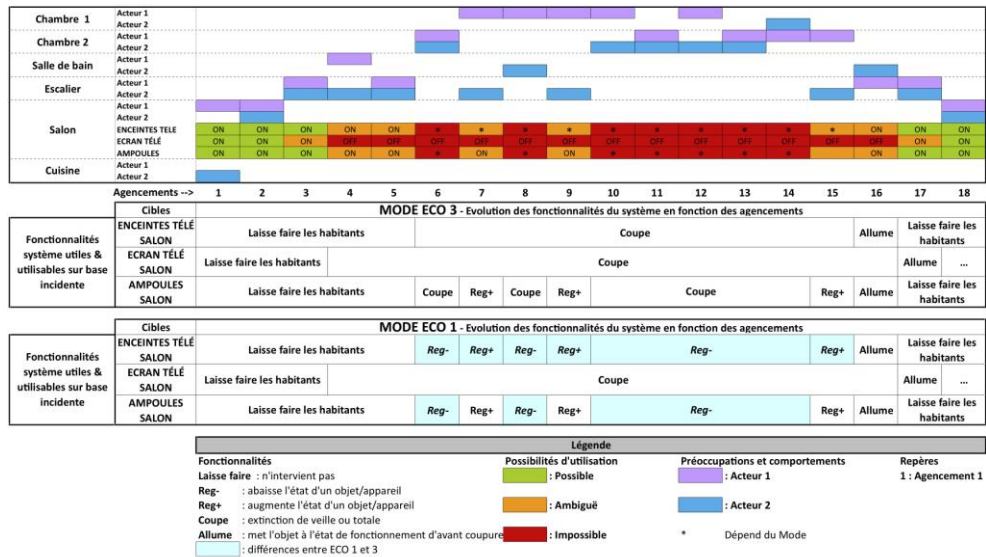 Chambre 1 Acteur 1
Acteur 2
Chambre 2 Acteur 1
Acteur 2
Salle de bain Acteur 1
Acteur 2
Escalier Acteur 1
Acteur 2
Salon Acteur 1
Acteur 2
ENCEINTES TELE ON ON ON ON ON * * * * * * * * * * ON ON ON
ECRAN TÉLÉ ON ON ON OFF OFF OFF OFF OFF OFF OFF OFF OFF OFF OFF OFF OFF ON ON
AMPOULES ON ON ON ON ON * ON * ON * * * * * ON ON ON
Cuisine Acteur 1
Acteur 2
Agencements --> 1 2 3 4 5 6 7 8 9 10 11 12 13 14 15 16 17 18
Cibles MODE ECO 3 - Evolution des fonctionnalités du système en fonction des agencements
Fonctionnalités système utiles & utilisables sur base incidente
ENCEINTES TÉLÉ SALON Laisse faire les habitants Coupe Allume Laisse faire les habitants
ECRAN TÉLÉ SALON Laisse faire les habitants Coupe Allume ...
AMPOULES SALON Laisse faire les habitants Coupe Reg+ Coupe Reg+ Coupe Reg+ Allume Laisse faire les habitants
Cibles MODE ECO 1 - Evolution des fonctionnalités du système en fonction des agencements
Fonctionnalités système utiles & utilisables sur base incidente
ENCEINTES TÉLÉ SALON Laisse faire les habitants Reg- Reg+ Reg- Reg+ Reg- Reg+ Allume Laisse faire les habitants
ECRAN TÉLÉ SALON Laisse faire les habitants Coupe Allume ...
AMPOULES SALON Laisse faire les habitants Reg- Reg+ Reg- Reg+ Reg- Reg+ Allume Laisse faire les habitants
Légende
Fonctionnalités Possibilités d'utilisation Préoccupations et comportements Repères
Laisse faire : n'intervient pas : Possible : Acteur 1 1 : Agencement 1
Reg- : abaisse l'état d'un objet/appareil
Reg+ : augmente l'état d'un objet/appareil : Ambiguë : Acteur 2
Coupe : extinction de veille ou totale
Allume : met l'objet à l'état de fonctionnement d'avant coupure : Impossible * Dépend du Mode
: différences entre ECO 1 et 3